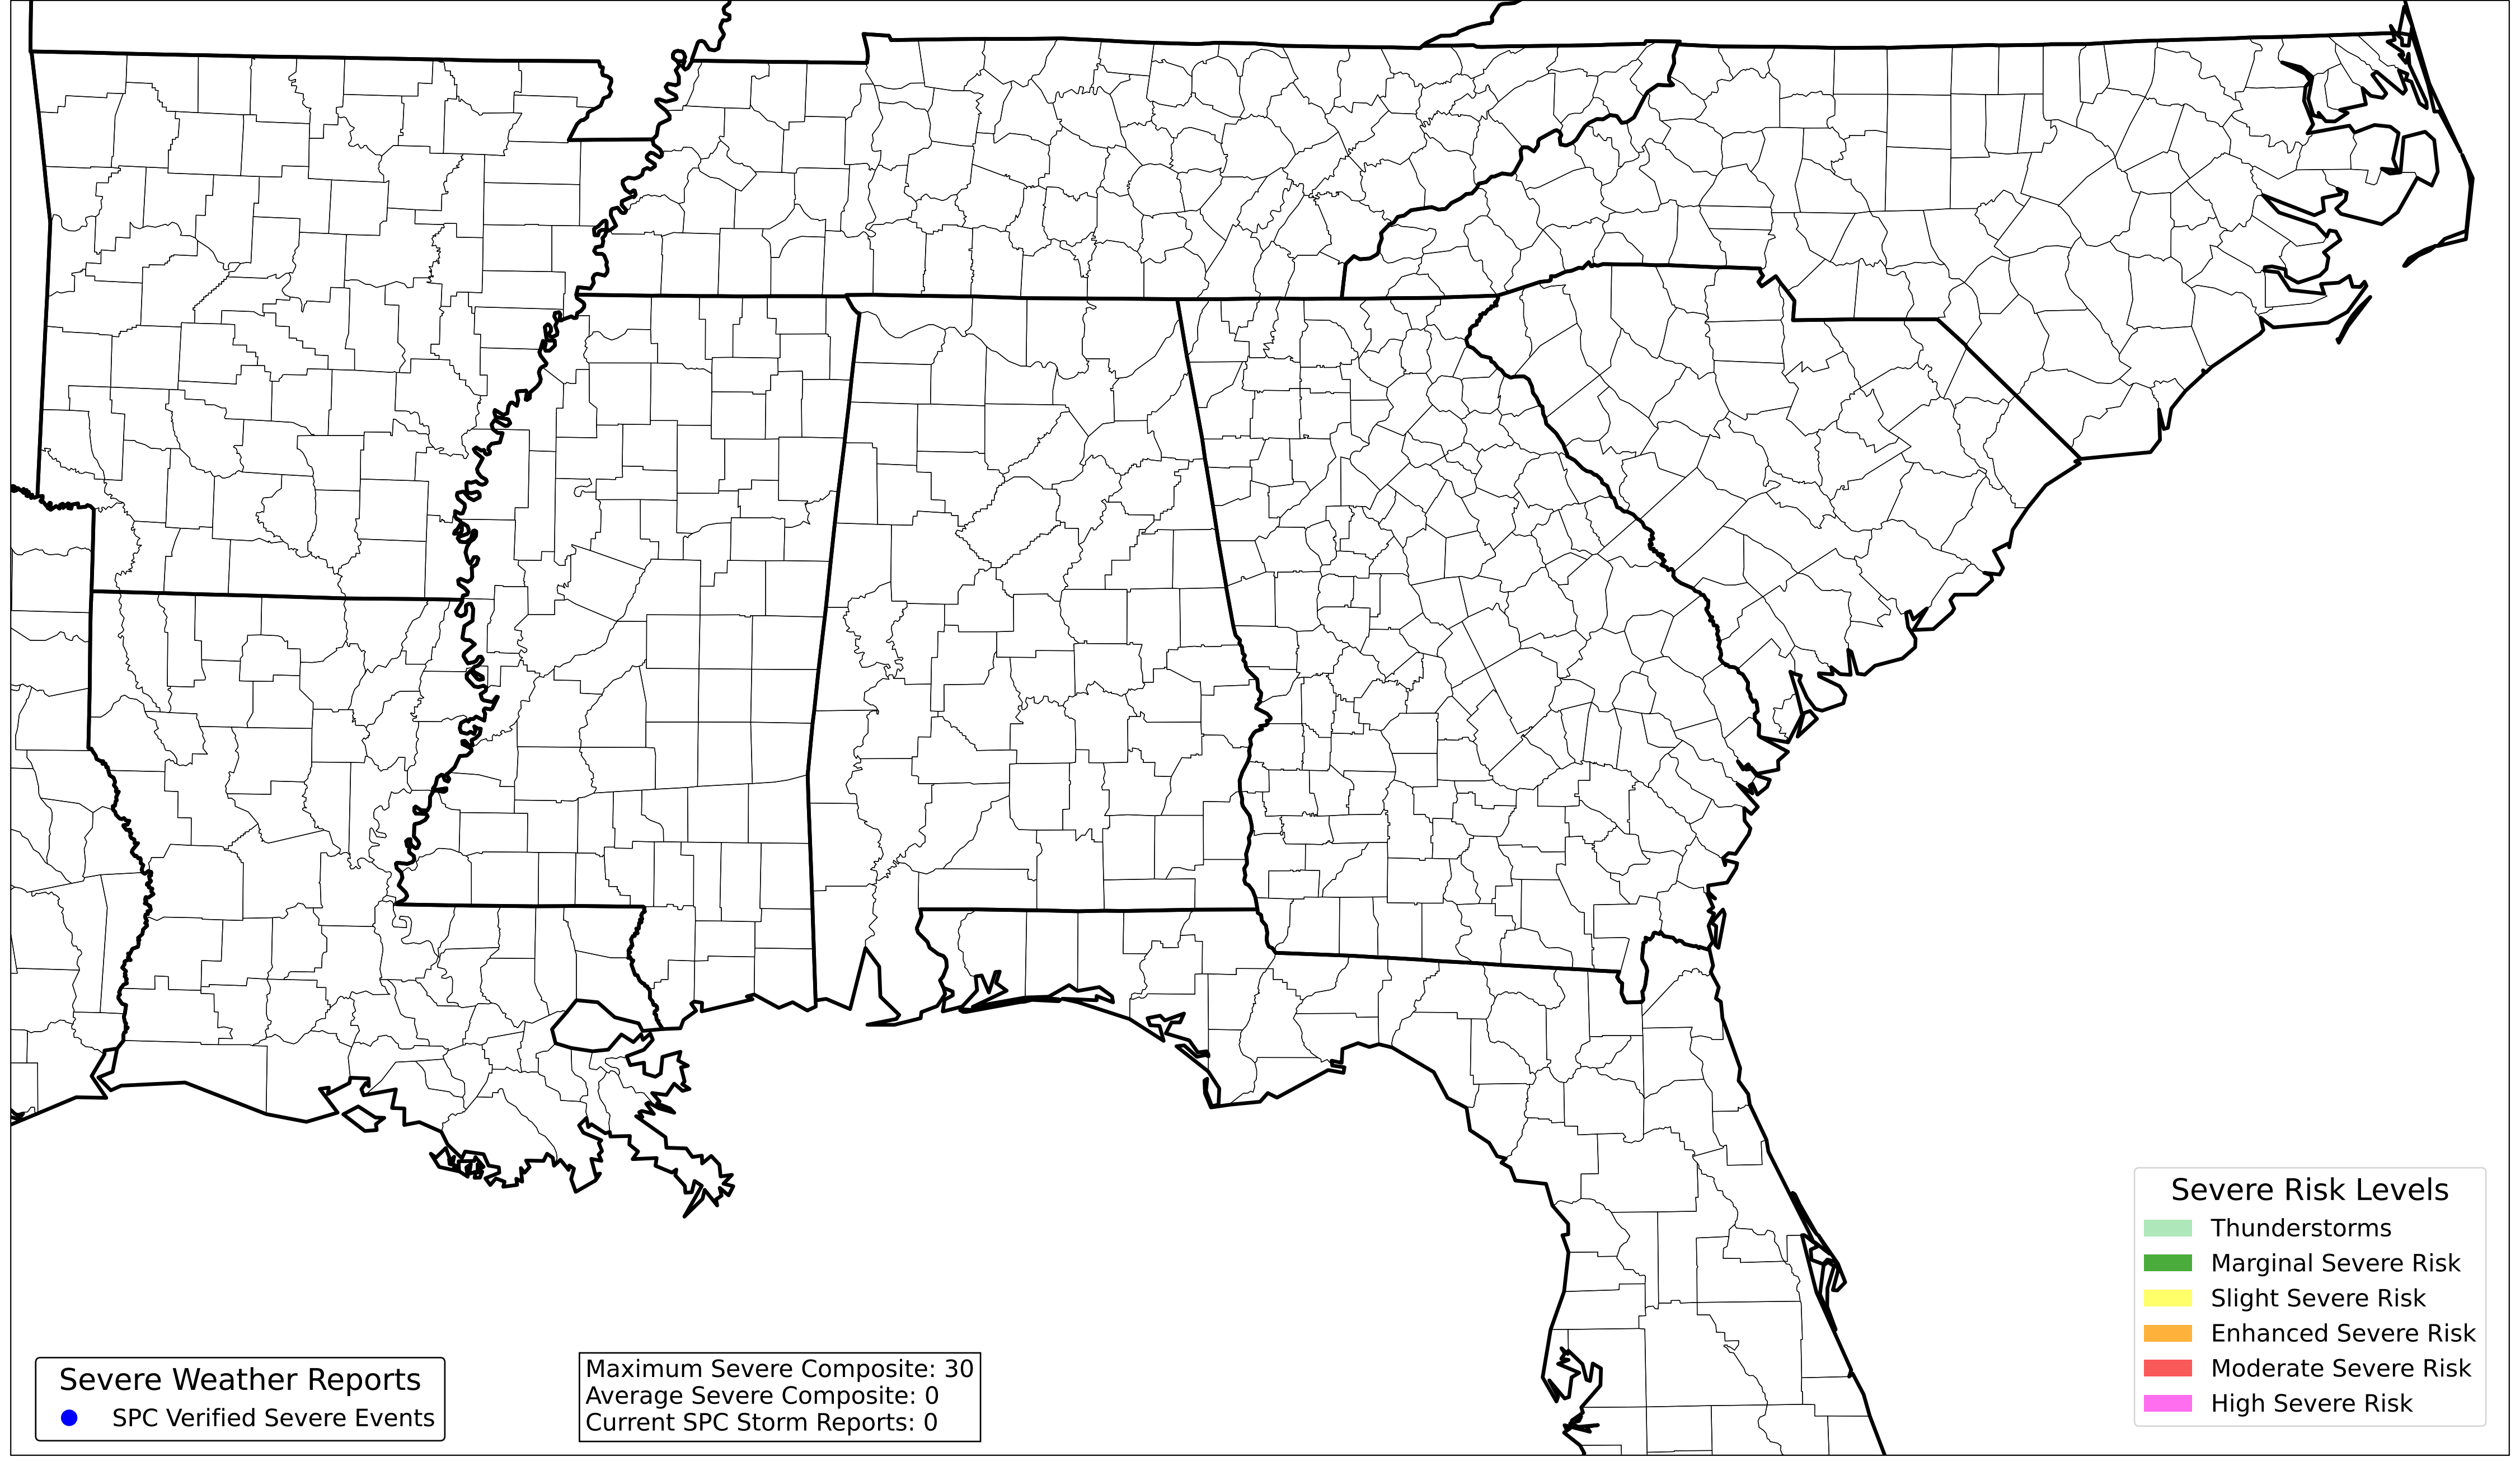 Severe Risk Levels
Thunderstorms
Marginal Severe Risk
Slight Severe Risk
Enhanced Severe Risk
Moderate Severe Risk
High Severe Risk
Severe Weather Reports
SPC Verified Severe Events
Maximum Severe Composite: 30
Average Severe Composite: 0
Current SPC Storm Reports: 0